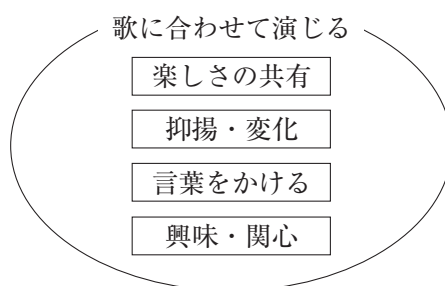 歌に合わせて演じる
楽しさの共有
抑揚・変化
言葉をかける
興味・関心